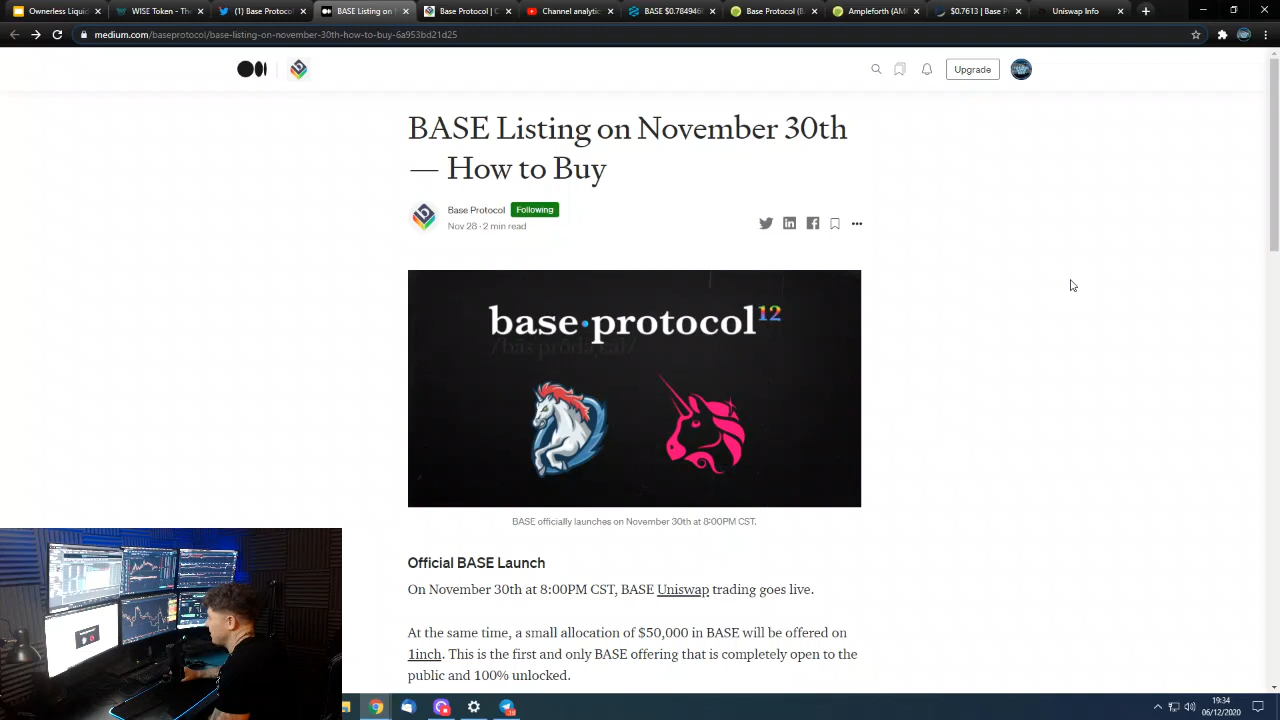 Ownerless Liquid
WISE Token - The
(1) Base Protocol
BASE Listing on
Base Protocol | C
Channel analytic
BASE $0.784946
Base Protocol (B
Ampleforth (AM
$0.7913 | Base P
Uniswap Info
medium.com/baseprotocol/base-listing-on-november-30th-how-to-buy-6a953bd21d25
Upgrade
BASE Listing on November 30th
— How to Buy
Base Protocol Following
Nov 28 · 2 min read
base·protocol12
BASE officially launches on November 30th at 8:00PM CST.
Official BASE Launch
On November 30th at 8:00PM CST, BASE Uniswap trading goes live.
At the same time, a small allocation of $50,000 in BASE will be offered on
1inch. This is the first and only BASE offering that is completely open to the
public and 100% unlocked.
19:34
06/12/2020